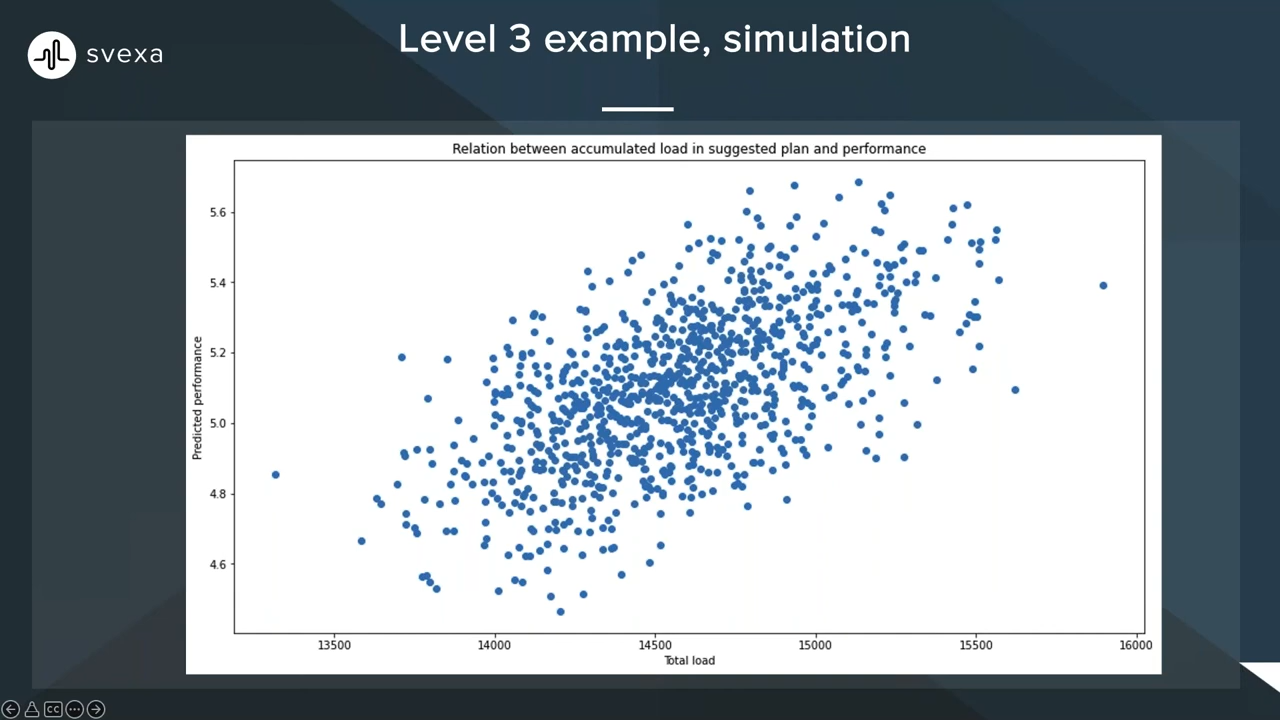 Level 3 example, simulation
svexa
Relation between accumulated load in suggested plan and performance
5.6
5.4
5.2
5.0
4.8
4.6
Predicted performance
13500 14000 14500 15000 15500 16000
Total load
CC